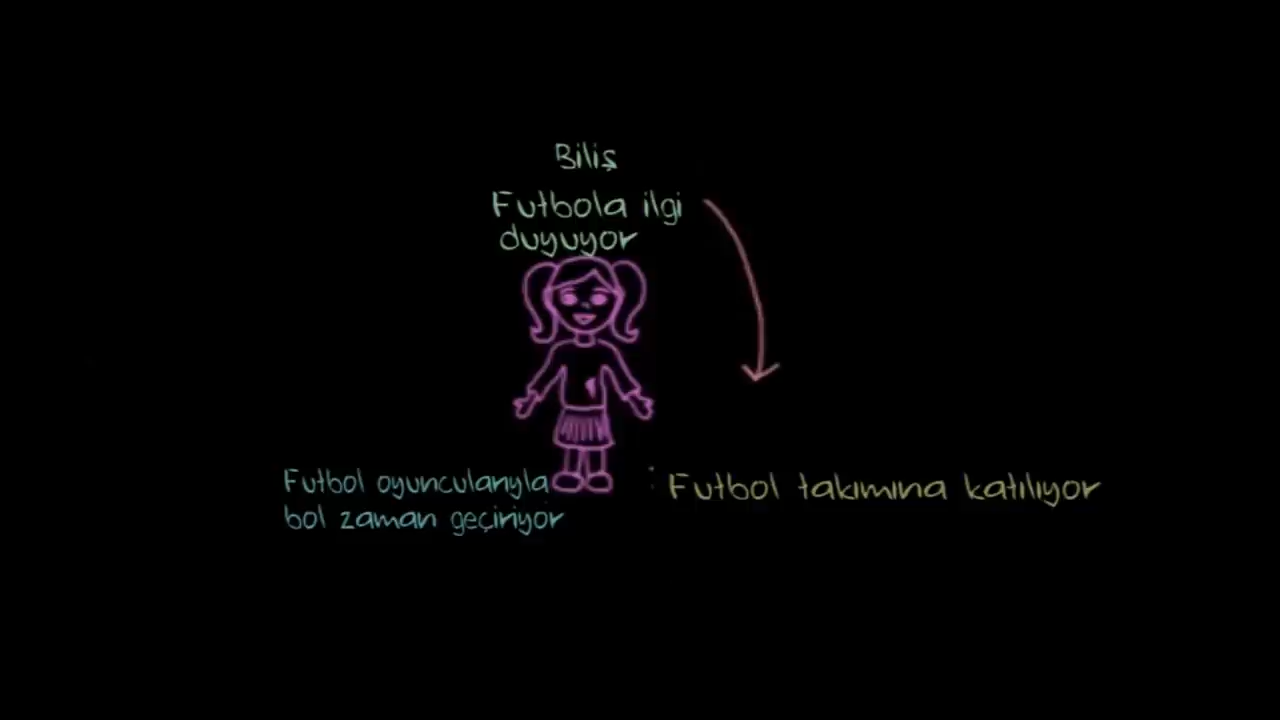 Biliş
Futbola ilgi
duyuyor
Futbol oyuncularıyla
bol zaman geçiriyor
: Futbol takımına katılıyor